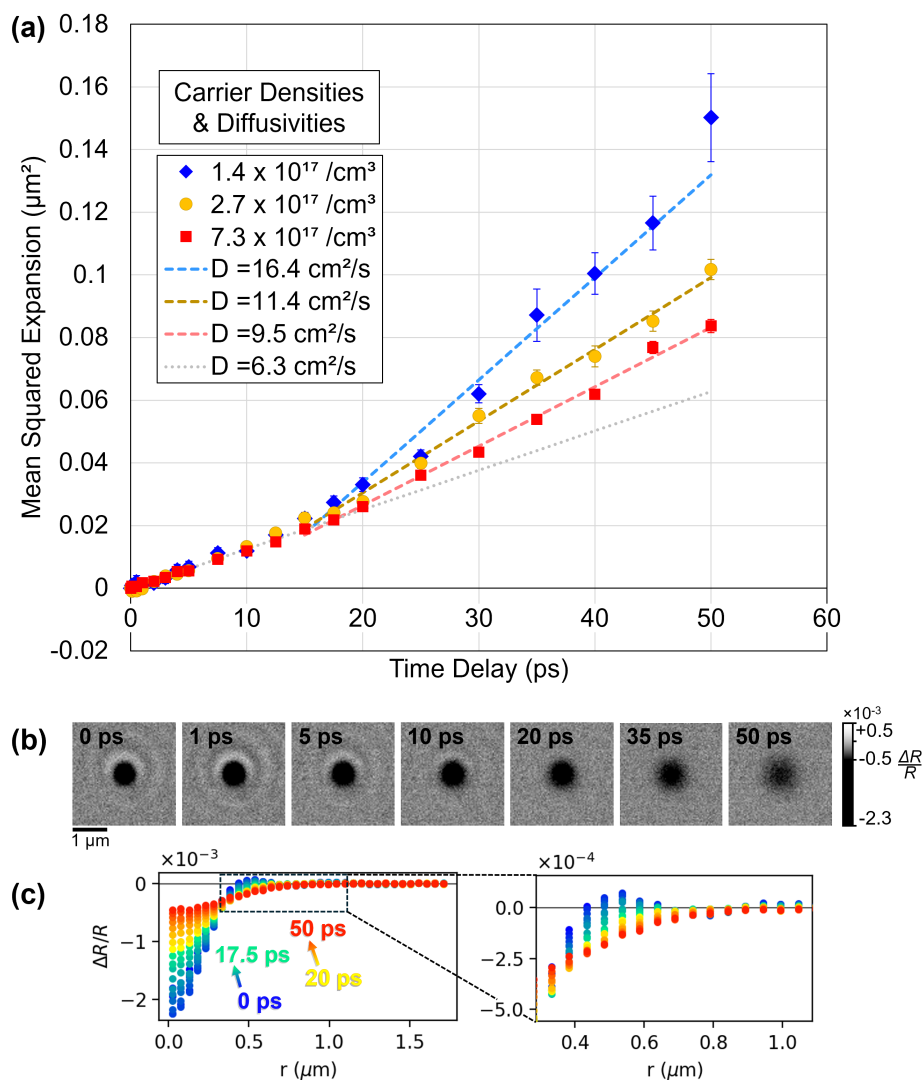 (a)
0.18
0.16
0.14
0.12
0.1
0.08
0.06
0.04
0.02
0
-0.02
Mean Squared Expansion (μm²)
Carrier Densities
& Diffusivities
1.4 x 10¹⁷ /cm³
2.7 x 10¹⁷ /cm³
7.3 x 10¹⁷ /cm³
D =16.4 cm²/s
D =11.4 cm²/s
D =9.5 cm²/s
D =6.3 cm²/s
0 10 20 30 40 50 60
Time Delay (ps)
(b)
0 ps 1 ps 5 ps 10 ps 20 ps 35 ps 50 ps
1 μm
×10⁻³
+0.5
-0.5
-2.3
ΔR/R
(c)
×10⁻³
0
−1
−2
ΔR/R
50 ps
17.5 ps
20 ps
0 ps
0.0 0.5 1.0 1.5
r (μm)
×10⁻⁴
0.0
−2.5
−5.0
0.4 0.6 0.8 1.0
r (μm)